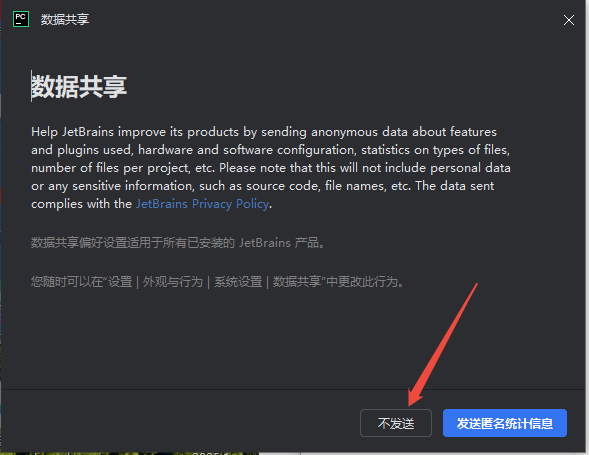 PC
数据共享
数据共享
Help JetBrains improve its products by sending anonymous data about features
and plugins used, hardware and software configuration, statistics on types of files,
number of files per project, etc. Please note that this will not include personal data
or any sensitive information, such as source code, file names, etc. The data sent
complies with the JetBrains Privacy Policy.
数据共享偏好设置适用于所有已安装的 JetBrains 产品。
您随时可以在"设置 | 外观与行为 | 系统设置 | 数据共享"中更改此行为。
不发送
发送匿名统计信息